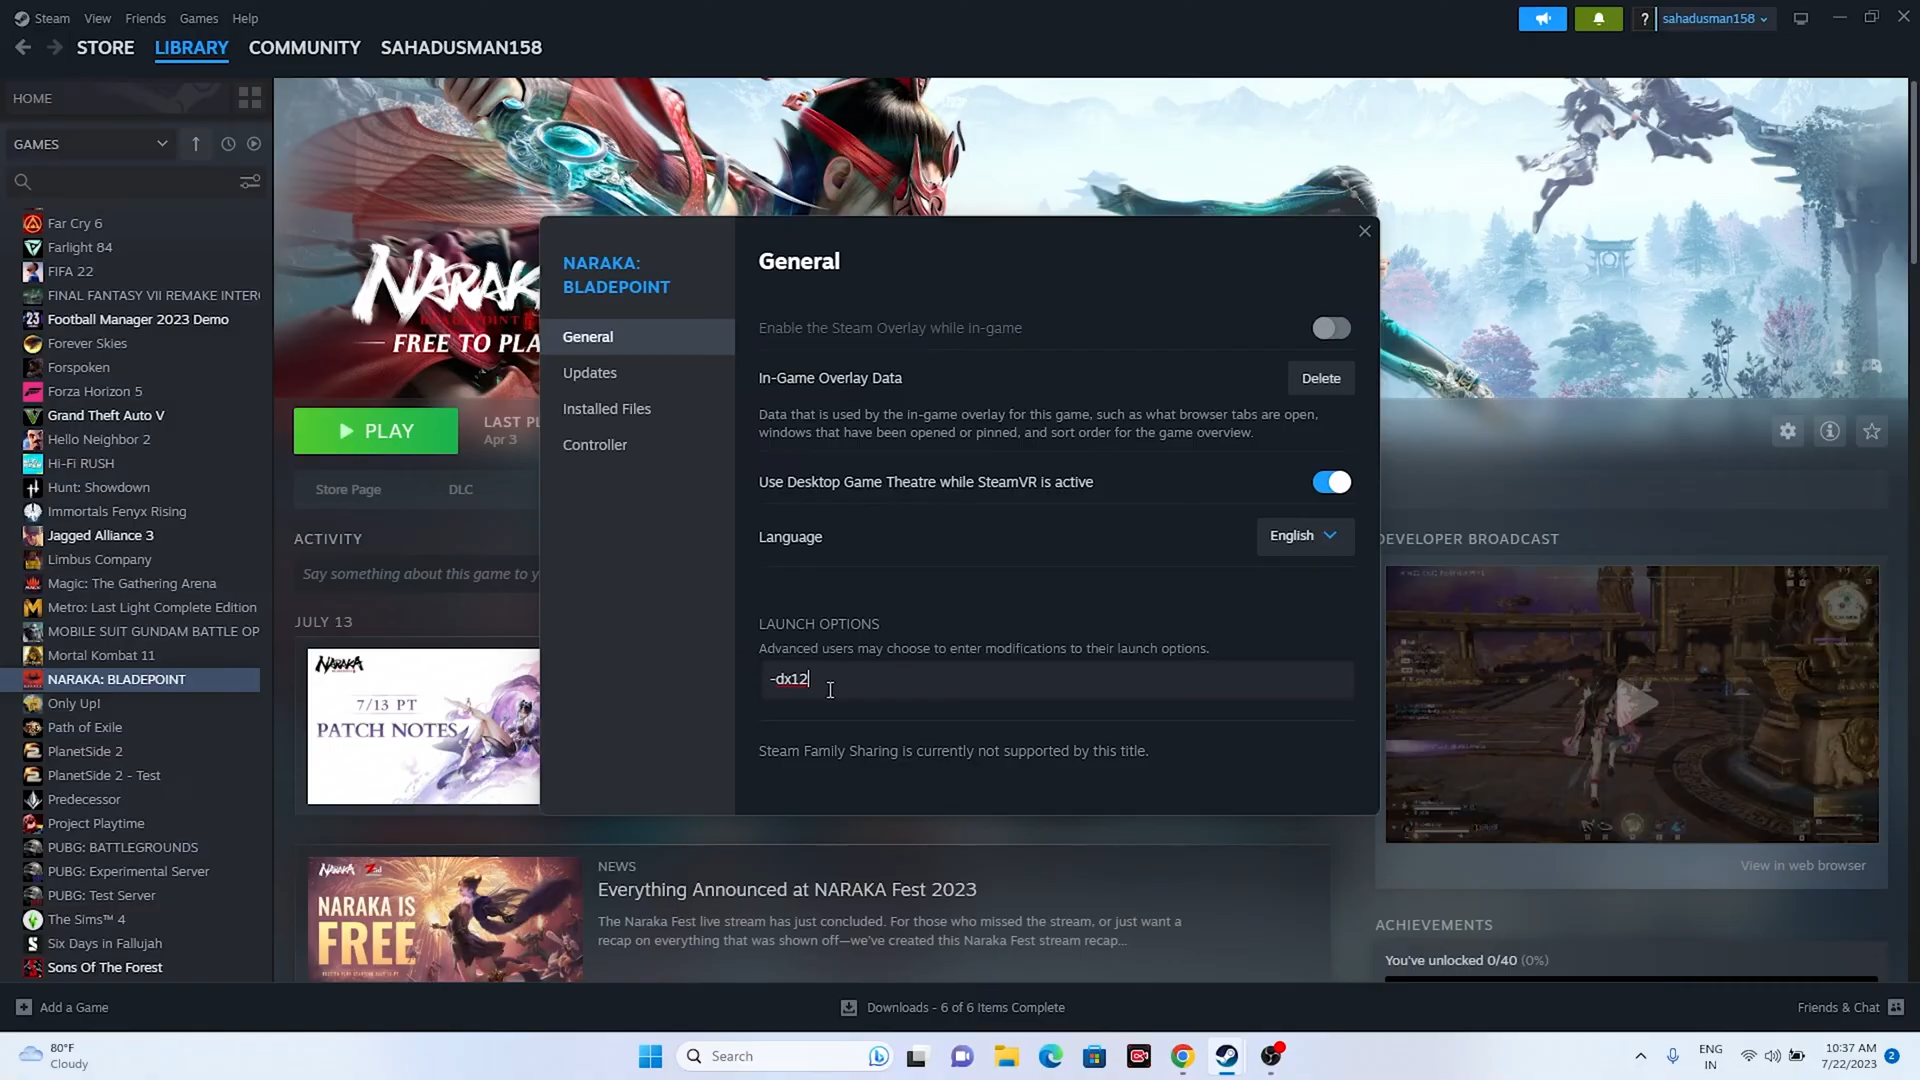 Steam View Friends Games Help
? sahadusman158
STORE LIBRARY COMMUNITY SAHADUSMAN158
HOME
GAMES
Far Cry 6
Farlight 84
FIFA 22
FINAL FANTASY VII REMAKE INTER
Football Manager 2023 Demo
Forever Skies
Forspoken
Forza Horizon 5
Grand Theft Auto V
Hello Neighbor 2
Hi-Fi RUSH
Hunt: Showdown
Immortals Fenyx Rising
Jagged Alliance 3
Limbus Company
Magic: The Gathering Arena
Metro: Last Light Complete Edition
MOBILE SUIT GUNDAM BATTLE OP
Mortal Kombat 11
NARAKA: BLADEPOINT
Only Up!
Path of Exile
PlanetSide 2
PlanetSide 2 - Test
Predecessor
Project Playtime
PUBG: BATTLEGROUNDS
PUBG: Experimental Server
PUBG: Test Server
The Sims™ 4
Six Days in Fallujah
Sons Of The Forest
NARAK
FREE TO PLA
PLAY
LAST PL
Apr 3
Store Page DLC
ACTIVITY
Say something about this game to y
JULY 13
NARAKA
7/13 PT
PATCH NOTES
NARAKA:
BLADEPOINT
General
Updates
Installed Files
Controller
General
Enable the Steam Overlay while in-game
In-Game Overlay Data
Delete
Data that is used by the in-game overlay for this game, such as what browser tabs are open,
windows that have been opened or pinned, and sort order for the game overview.
Use Desktop Game Theatre while SteamVR is active
Language
English
LAUNCH OPTIONS
Advanced users may choose to enter modifications to their launch options.
-dx12
Steam Family Sharing is currently not supported by this title.
DEVELOPER BROADCAST
View in web browser
ACHIEVEMENTS
You've unlocked 0/40 (0%)
NARAKA
NARAKA IS
FREE
NEWS
Everything Announced at NARAKA Fest 2023
The Naraka Fest live stream has just concluded. For those who missed the stream, or just want a
recap on everything that was shown off—we've created this Naraka Fest stream recap...
Add a Game
Downloads - 6 of 6 Items Complete
Friends & Chat
80°F
Cloudy
Search
ENG
IN
10:37 AM
7/22/2023
2